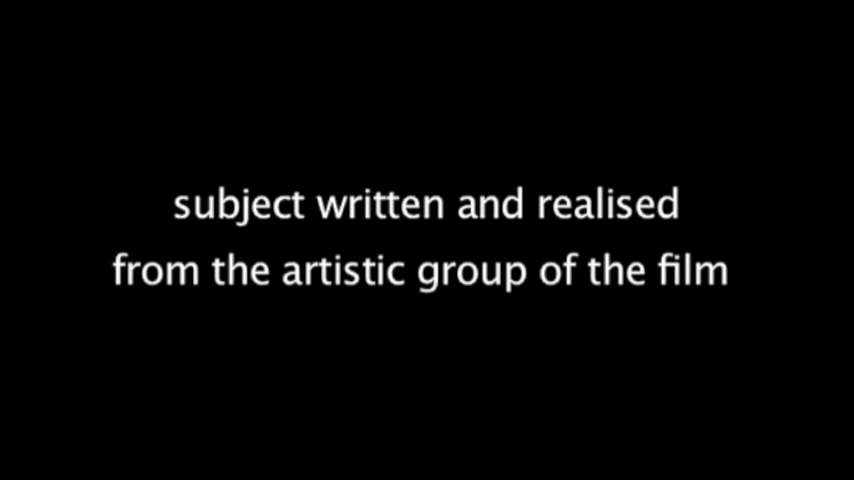 subject written and realised
from the artistic group of the film